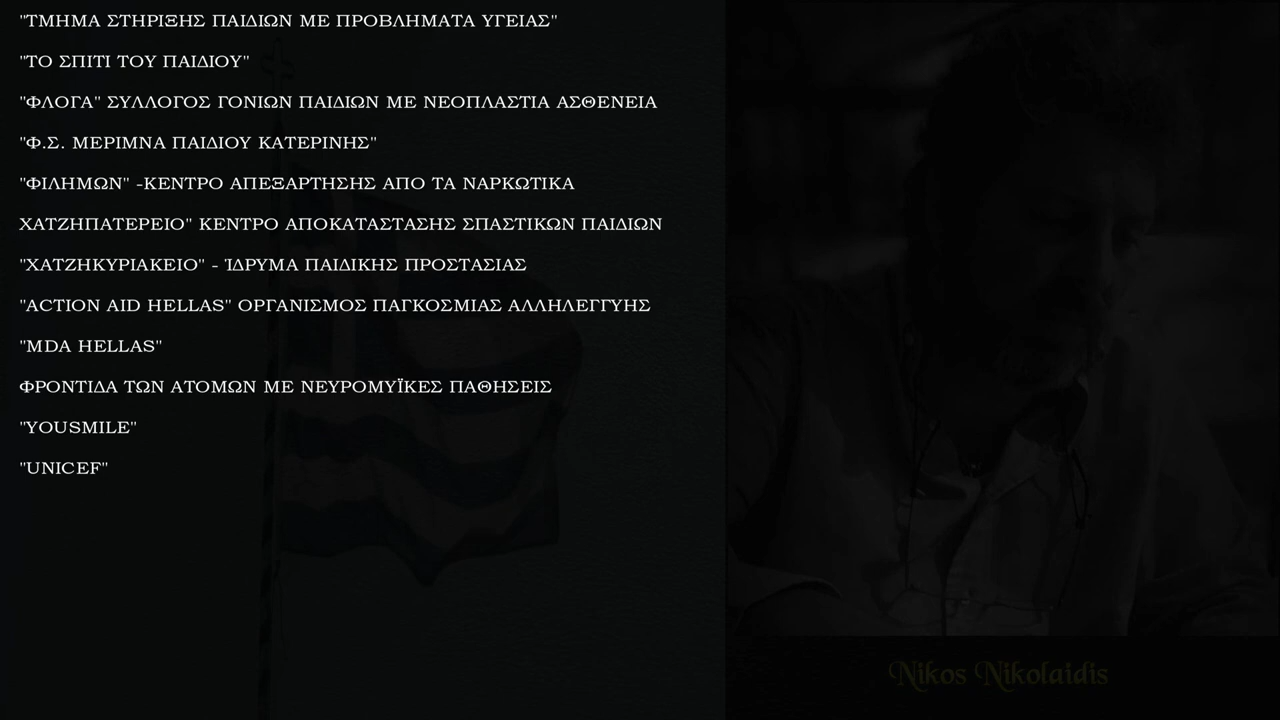 "ΤΜΗΜΑ ΣΤΗΡΙΞΗΣ ΠΑΙΔΙΩΝ ΜΕ ΠΡΟΒΛΗΜΑΤΑ ΥΓΕΙΑΣ"
"ΤΟ ΣΠΙΤΙ ΤΟΥ ΠΑΙΔΙΟΥ"
"ΦΛΟΓΑ" ΣΥΛΛΟΓΟΣ ΓΟΝΙΩΝ ΠΑΙΔΙΩΝ ΜΕ ΝΕΟΠΛΑΣΤΙΑ ΑΣΘΕΝΕΙΑ
"Φ.Σ. ΜΕΡΙΜΝΑ ΠΑΙΔΙΟΥ ΚΑΤΕΡΙΝΗΣ"
"ΦΙΛΗΜΩΝ" -ΚΕΝΤΡΟ ΑΠΕΞΑΡΤΗΣΗΣ ΑΠΟ ΤΑ ΝΑΡΚΩΤΙΚΑ
ΧΑΤΖΗΠΑΤΕΡΕΙΟ" ΚΕΝΤΡΟ ΑΠΟΚΑΤΑΣΤΑΣΗΣ ΣΠΑΣΤΙΚΩΝ ΠΑΙΔΙΩΝ
"ΧΑΤΖΗΚΥΡΙΑΚΕΙΟ" - ΊΔΡΥΜΑ ΠΑΙΔΙΚΗΣ ΠΡΟΣΤΑΣΙΑΣ
"ACTION AID HELLAS" ΟΡΓΑΝΙΣΜΟΣ ΠΑΓΚΟΣΜΙΑΣ ΑΛΛΗΛΕΓΓΥΗΣ
"MDA HELLAS"
ΦΡΟΝΤΙΔΑ ΤΩΝ ΑΤΟΜΩΝ ΜΕ ΝΕΥΡΟΜΥΪΚΕΣ ΠΑΘΗΣΕΙΣ
"YOUSMILE"
"UNICEF"
Nikos Nikolaidis